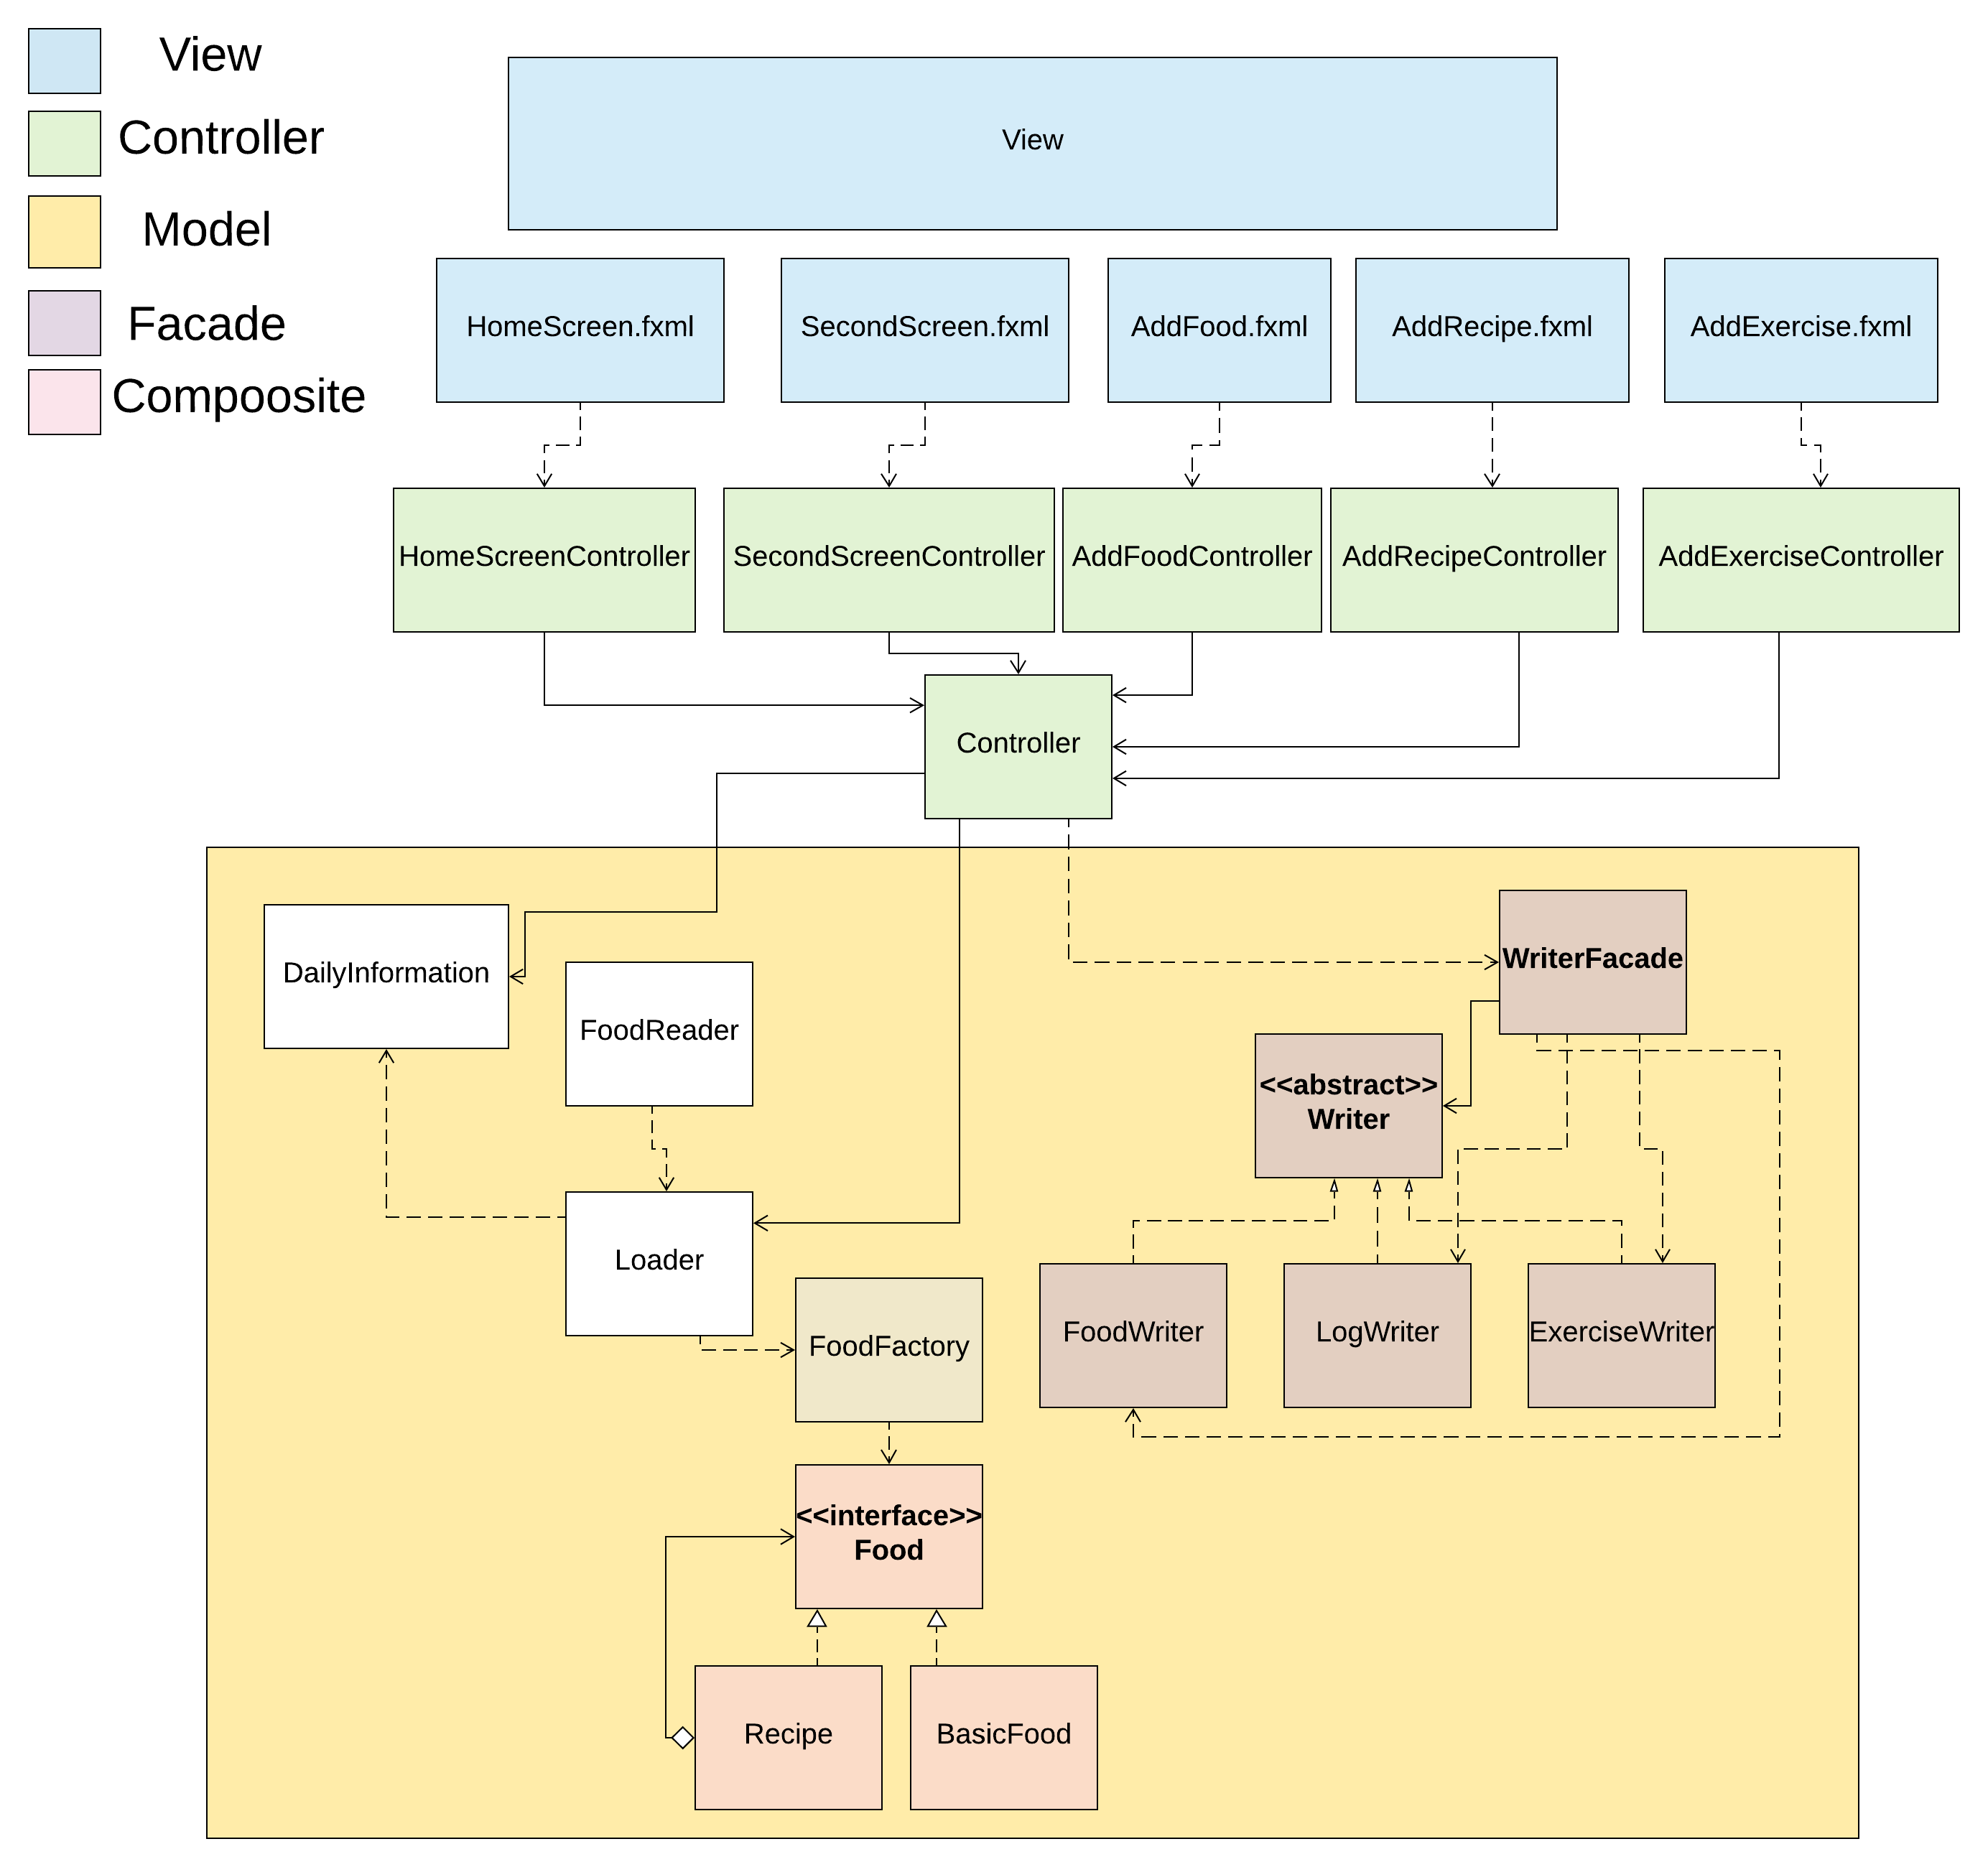 View
Controller
Model
Facade
Compoosite
View
HomeScreen.fxml
SecondScreen.fxml
AddFood.fxml
AddRecipe.fxml
AddExercise.fxml
HomeScreenController
SecondScreenController
AddFoodController
AddRecipeController
AddExerciseController
Controller
DailyInformation
FoodReader
WriterFacade
<<abstract>>
Writer
Loader
FoodFactory
FoodWriter
LogWriter
ExerciseWriter
<<interface>>
Food
Recipe
BasicFood